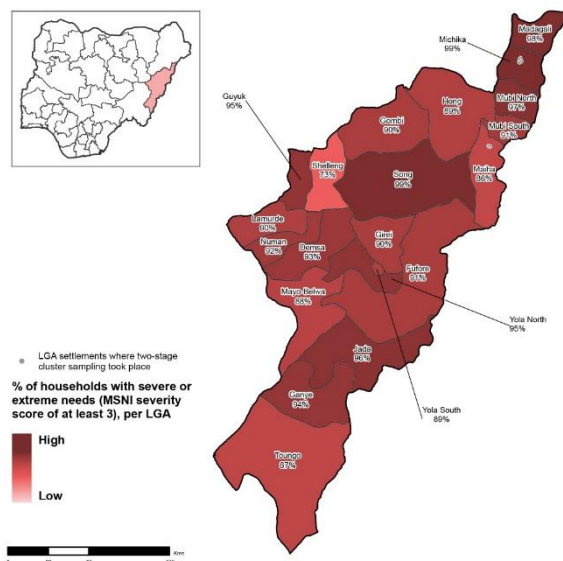 Madagali
98%
Michika
99%
Mubi North
97%
Guyuk
95%
Hong
89%
Gombi
90%
Mubi South
91%
Shelleng
73%
Maiha
86%
Song
99%
Lamurde
90%
Girei
90%
Numan
92%
Demsa
93%
Fufore
91%
Mayo-Belwa
88%
Yola North
95%
LGA settlements where two-stage
cluster sampling took place
Jada
96%
% of households with severe or
extreme needs (MSNI severity
score of at least 3), per LGA
Ganye
94%
Yola South
89%
High
Low
Toungo
87%